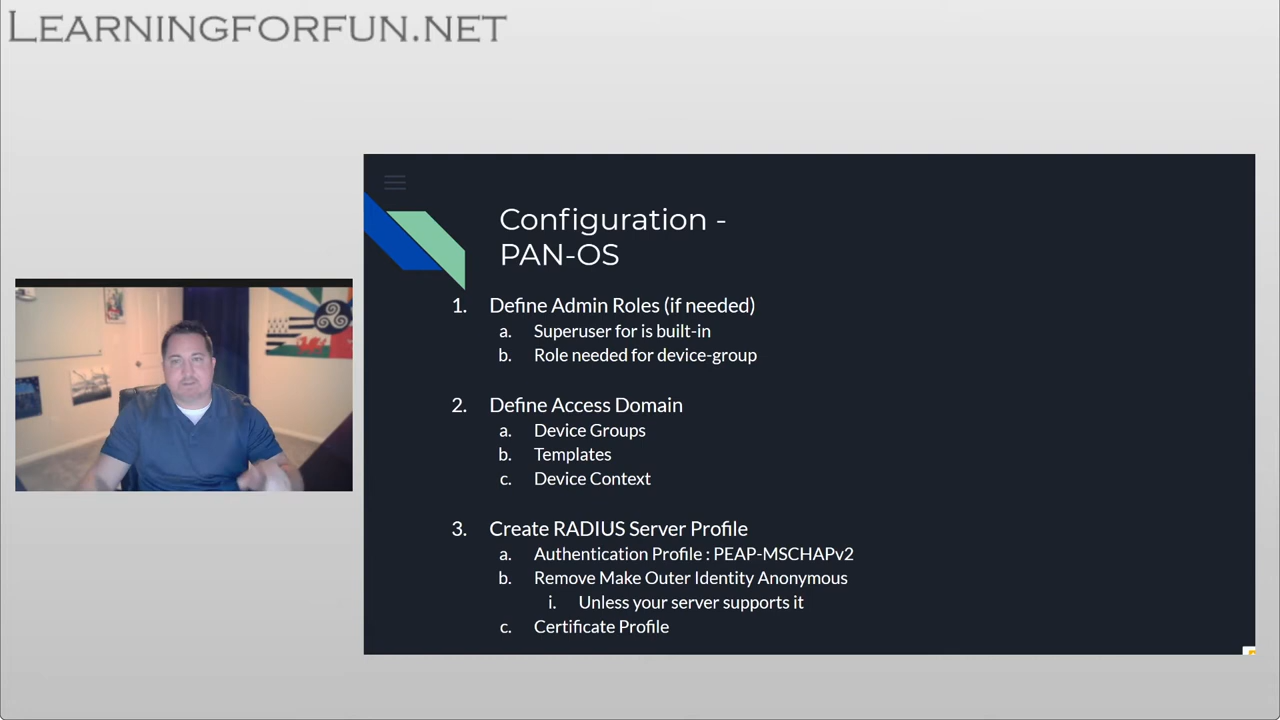 LEARNINGFORFUN.NET
Configuration -
PAN-OS
1. Define Admin Roles (if needed)
a. Superuser for is built-in
b. Role needed for device-group
2. Define Access Domain
a. Device Groups
b. Templates
c. Device Context
3. Create RADIUS Server Profile
a. Authentication Profile : PEAP-MSCHAPv2
b. Remove Make Outer Identity Anonymous
i. Unless your server supports it
c. Certificate Profile